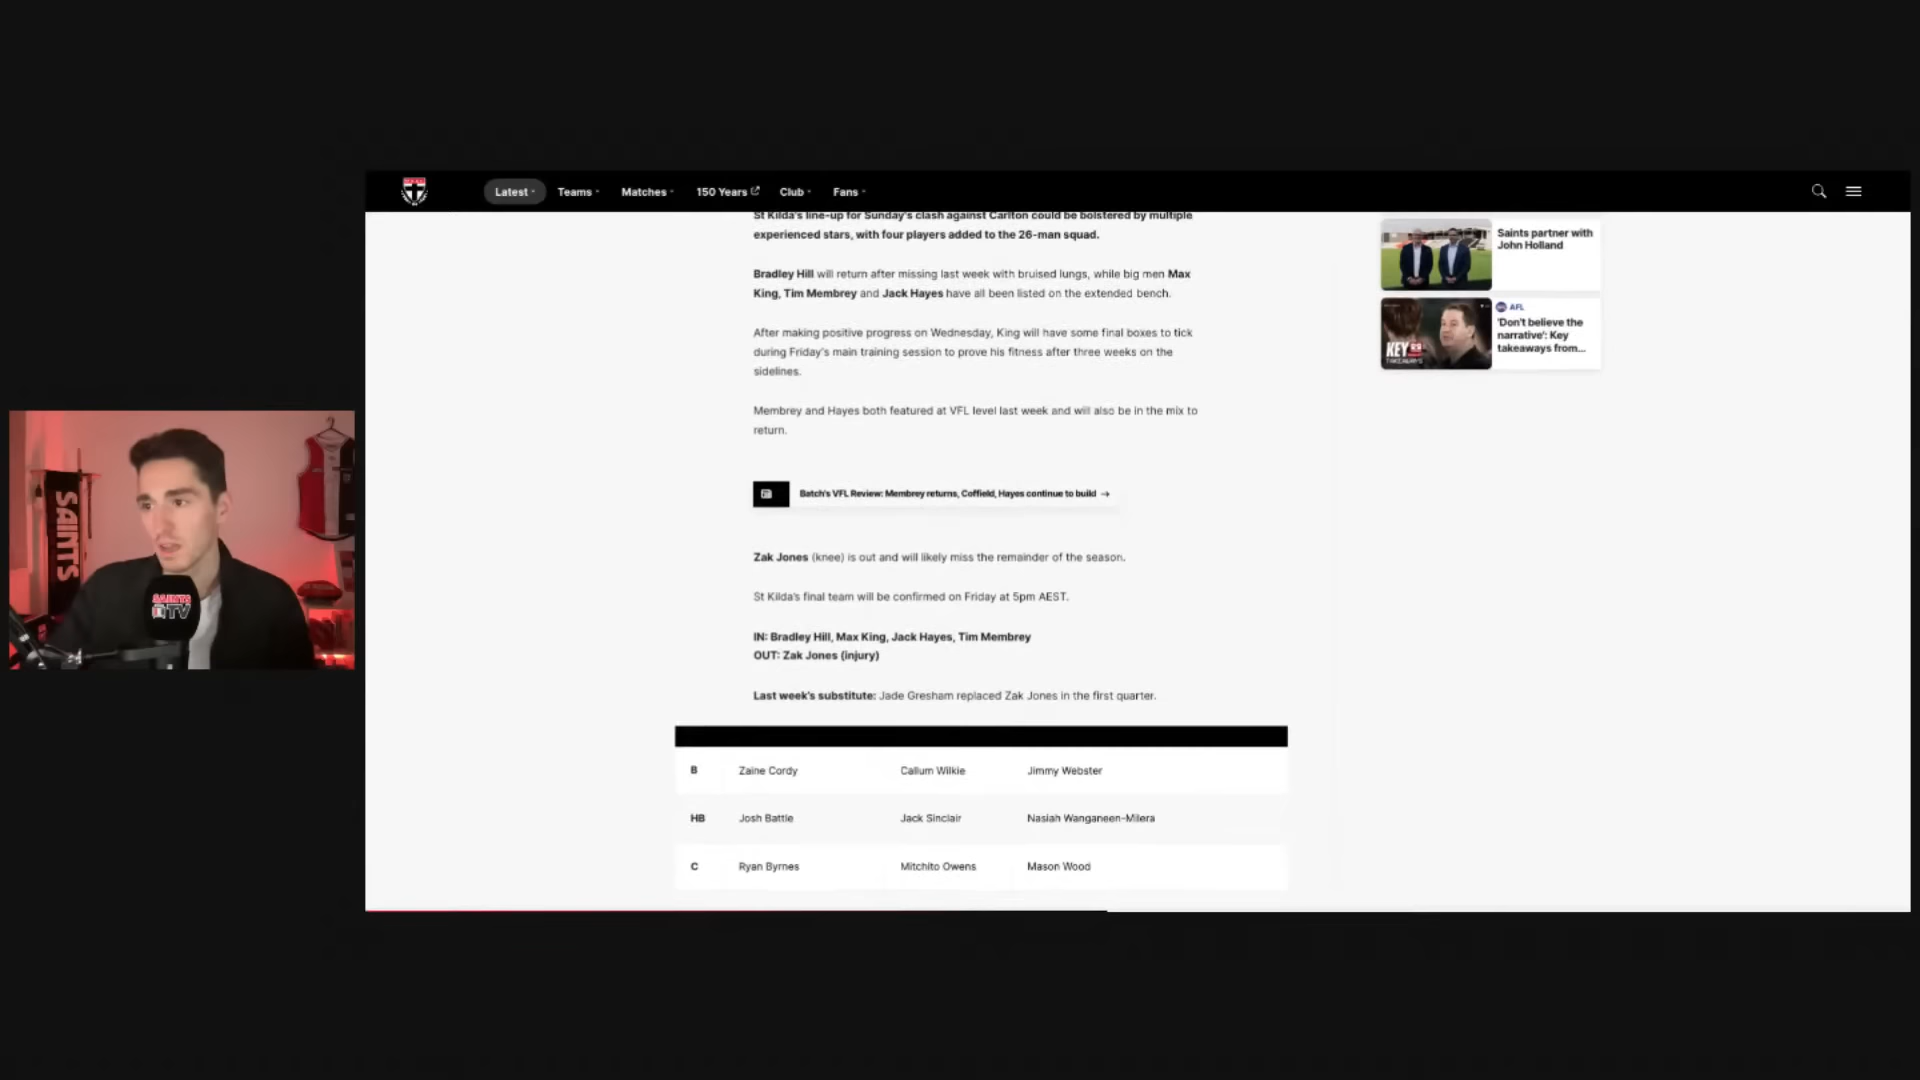 Latest
Teams
Matches
150 Years
Club
Fans
St Kilda's line-up for Sunday's clash against Carlton could be bolstered by multiple
experienced stars, with four players added to the 26-man squad.
Bradley Hill will return after missing last week with bruised lungs, while big men Max
King, Tim Membrey and Jack Hayes have all been listed on the extended bench.
After making positive progress on Wednesday, King will have some final boxes to tick
during Friday's main training session to prove his fitness after three weeks on the
sidelines.
Membrey and Hayes both featured at VFL level last week and will also be in the mix to
return.
Batch's VFL Review: Membrey returns, Coffield, Hayes continue to build →
Zak Jones (knee) is out and will likely miss the remainder of the season.
St Kilda's final team will be confirmed on Friday at 5pm AEST.
IN: Bradley Hill, Max King, Jack Hayes, Tim Membrey
OUT: Zak Jones (injury)
Last week's substitute: Jade Gresham replaced Zak Jones in the first quarter.
B Zaine Cordy Callum Wilkie Jimmy Webster
HB Josh Battle Jack Sinclair Nasiah Wanganeen-Milera
C Ryan Byrnes Mitchito Owens Mason Wood
Saints partner with
John Holland
AFL
'Don't believe the
narrative': Key
takeaways from...
KEY
TAKEAWAYS
SAINTS
SAINTS
TV